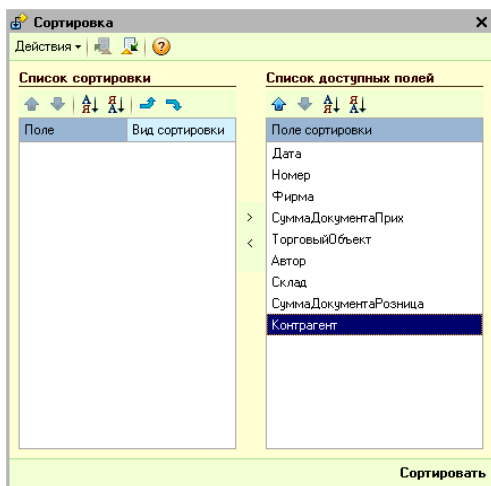 Сортировка
Действия
Список сортировки
Список доступных полей
Поле
Вид сортировки
Поле сортировки
Дата
Номер
Фирма
СуммаДокументаПрих
ТорговыйОбъект
Автор
Склад
СуммаДокументаРозница
Контрагент
Сортировать